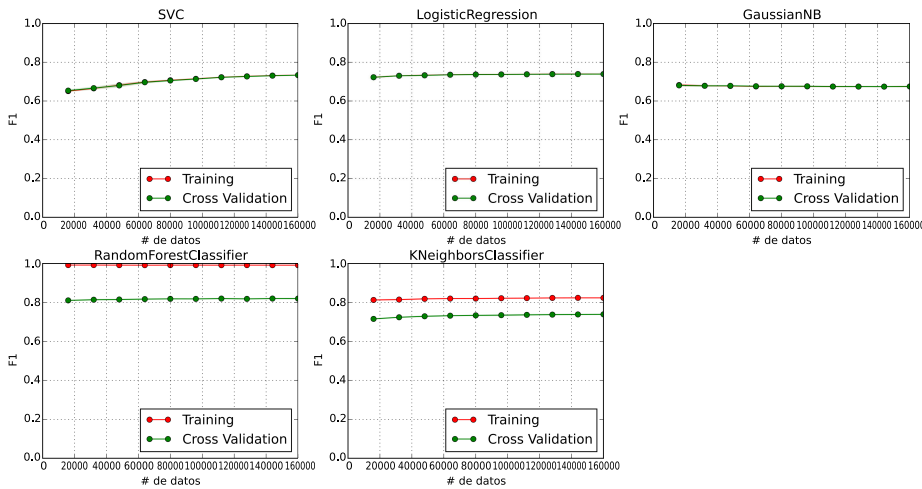 SVC
1.0
0.8
0.6
0.4
0.2
0.0
F1
0 20000 40000 60000 80000 100000 120000 140000 160000
# de datos
Training
Cross Validation
LogisticRegression
1.0
0.8
0.6
0.4
0.2
0.0
F1
0 20000 40000 60000 80000 100000 120000 140000 160000
# de datos
Training
Cross Validation
GaussianNB
1.0
0.8
0.6
0.4
0.2
0.0
F1
0 20000 40000 60000 80000 100000 120000 140000 160000
# de datos
Training
Cross Validation
RandomForestClassifier
1.0
0.8
0.6
0.4
0.2
0.0
F1
0 20000 40000 60000 80000 100000 120000 140000 160000
# de datos
Training
Cross Validation
KNeighborsClassifier
1.0
0.8
0.6
0.4
0.2
0.0
F1
0 20000 40000 60000 80000 100000 120000 140000 160000
# de datos
Training
Cross Validation